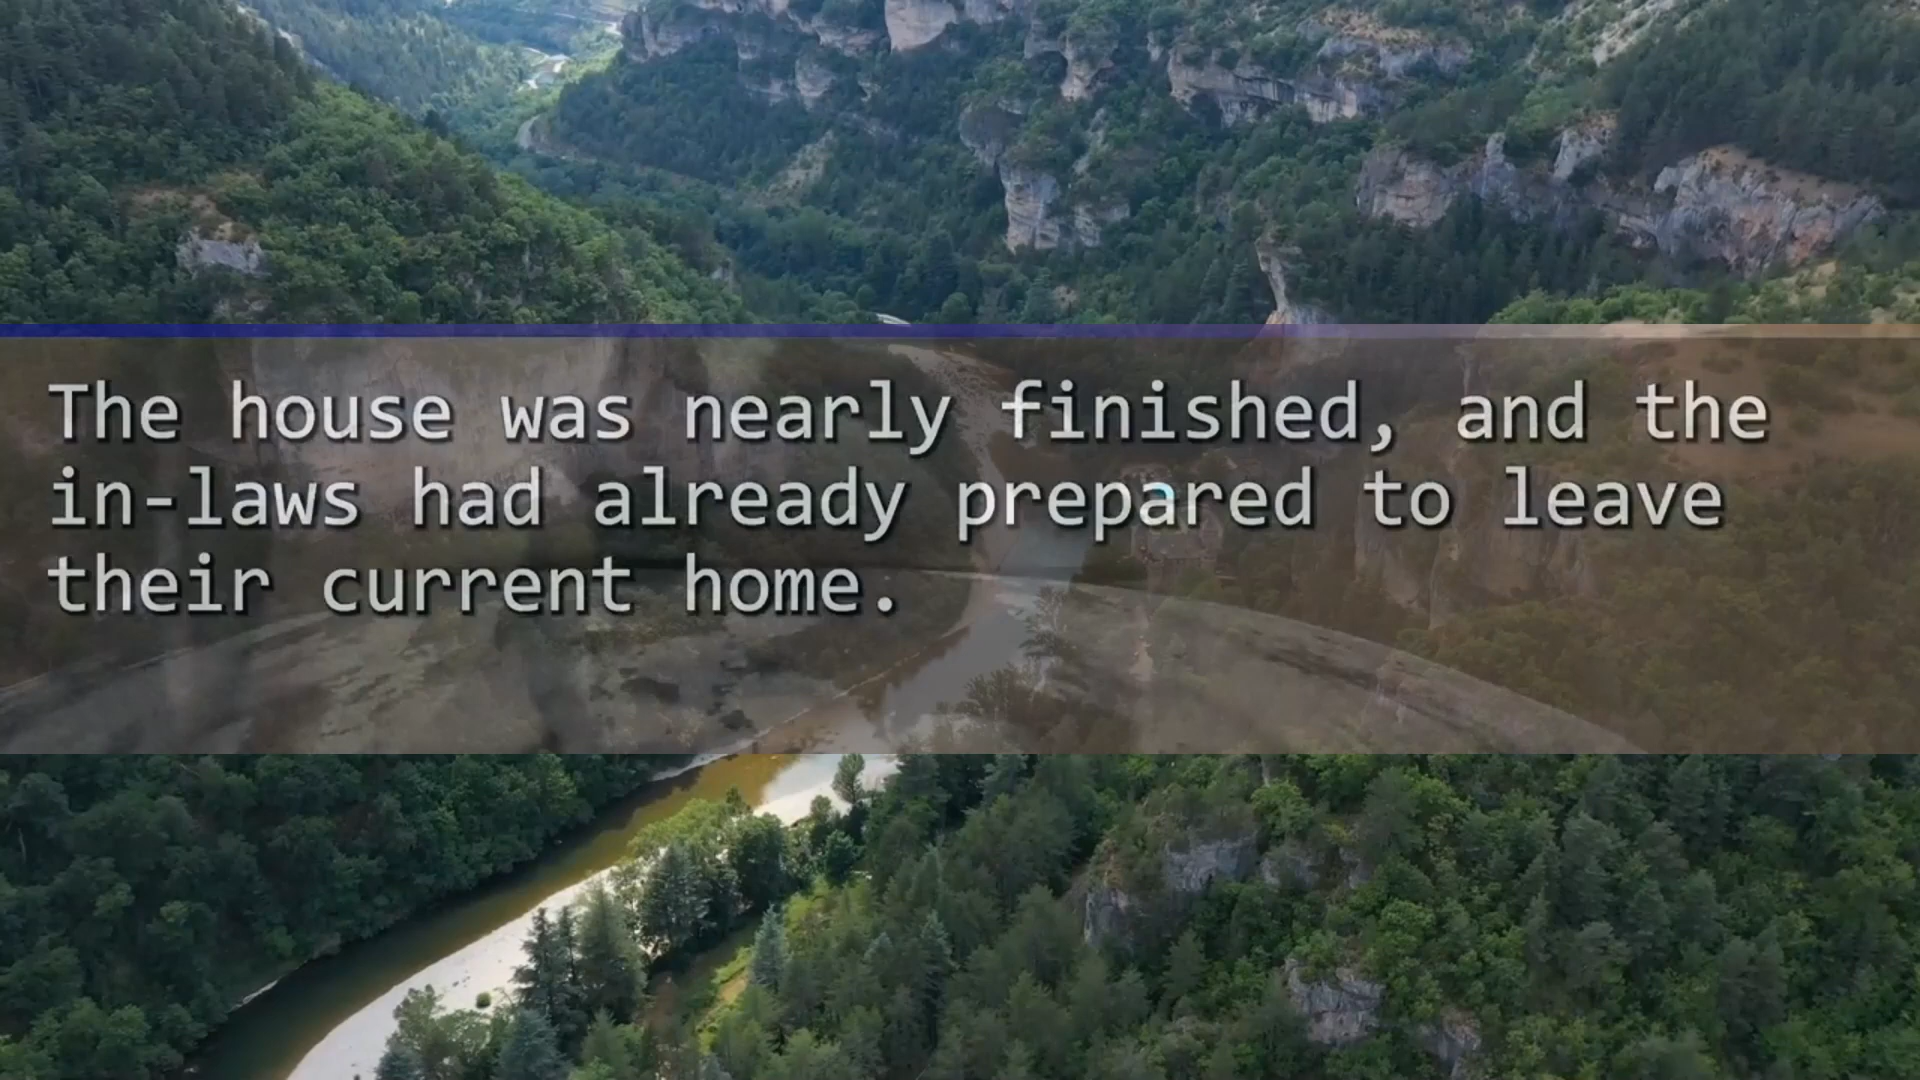 The house was nearly finished, and the
in-laws had already prepared to leave
their current home.